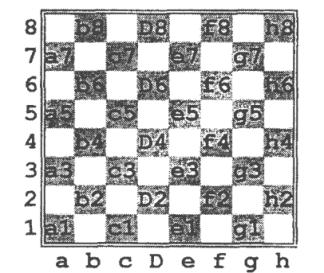 8 b8 D8 f8 h8
7 a7 c7 e7 g7
6 b6 D6 f6 h6
5 a5 c5 e5 g5
4 b4 D4 f4 h4
3 a3 c3 e3 g3
2 b2 D2 f2 h2
1 a1 c1 e1 g1
a b c D e f g h